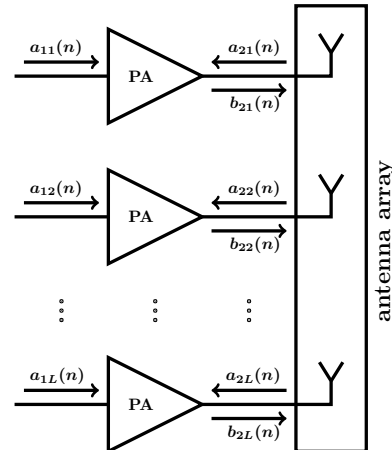 a₁₁(n) a₂₁(n)
PA
b₂₁(n)
a₁₂(n) a₂₂(n)
PA
b₂₂(n)
a₁L(n) a₂L(n)
PA
b₂L(n)
antenna array